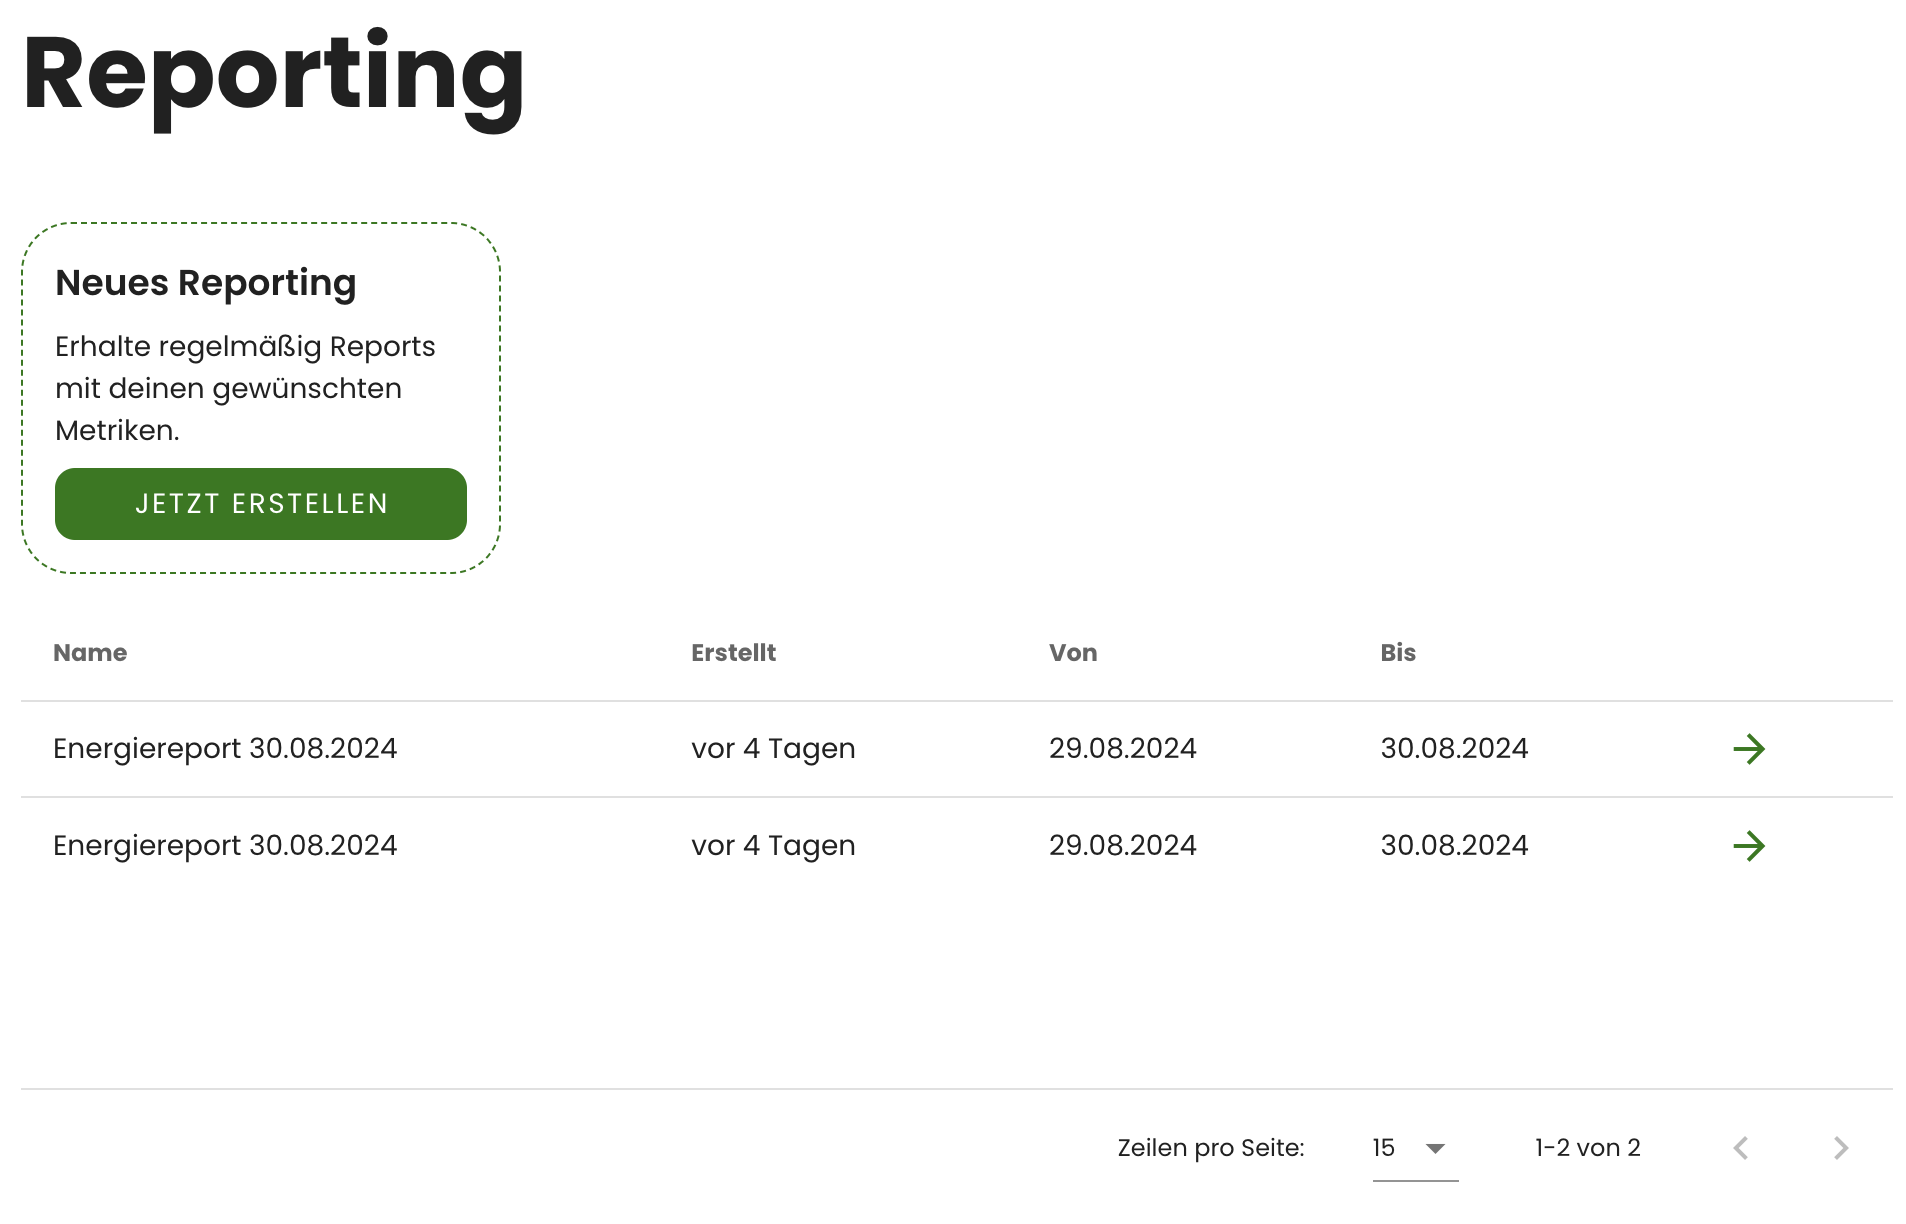 Reporting
Neues Reporting
Erhalte regelmäßig Reports
mit deinen gewünschten
Metriken.
JETZT ERSTELLEN
Name Erstellt Von Bis
Energiereport 30.08.2024 vor 4 Tagen 29.08.2024 30.08.2024
Energiereport 30.08.2024 vor 4 Tagen 29.08.2024 30.08.2024
Zeilen pro Seite: 15 1-2 von 2